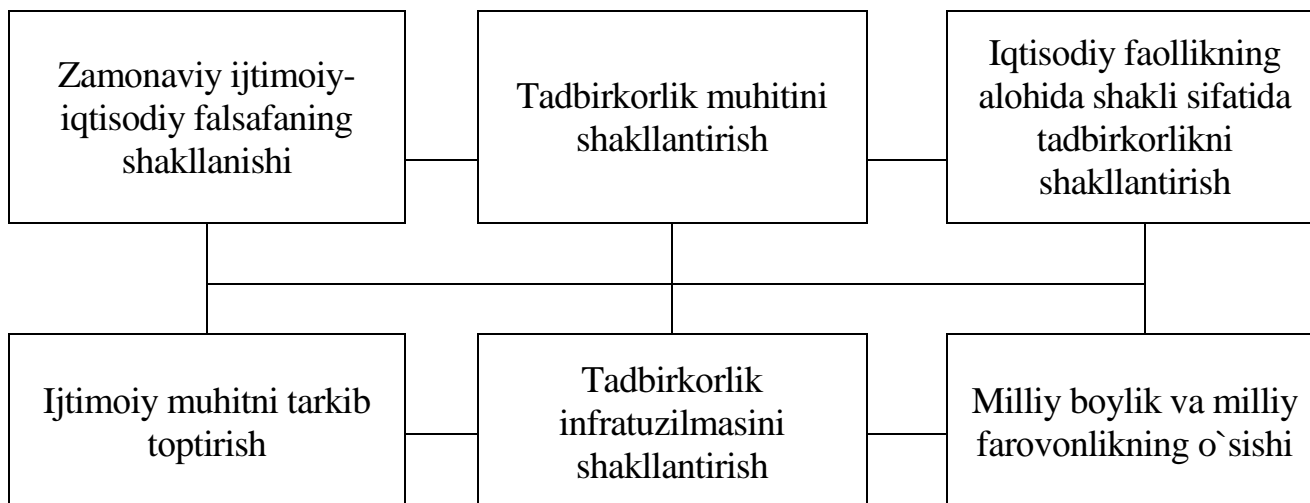 Zamonaviy ijtimoiy-
iqtisodiy falsafaning
shakllanishi
Tadbirkorlik muhitini
shakllantirish
Iqtisodiy faollikning
alohida shakli sifatida
tadbirkorlikni
shakllantirish
Ijtimoiy muhitni tarkib
toptirish
Tadbirkorlik
infratuzilmasini
shakllantirish
Milliy boylik va milliy
farovonlikning o`sishi